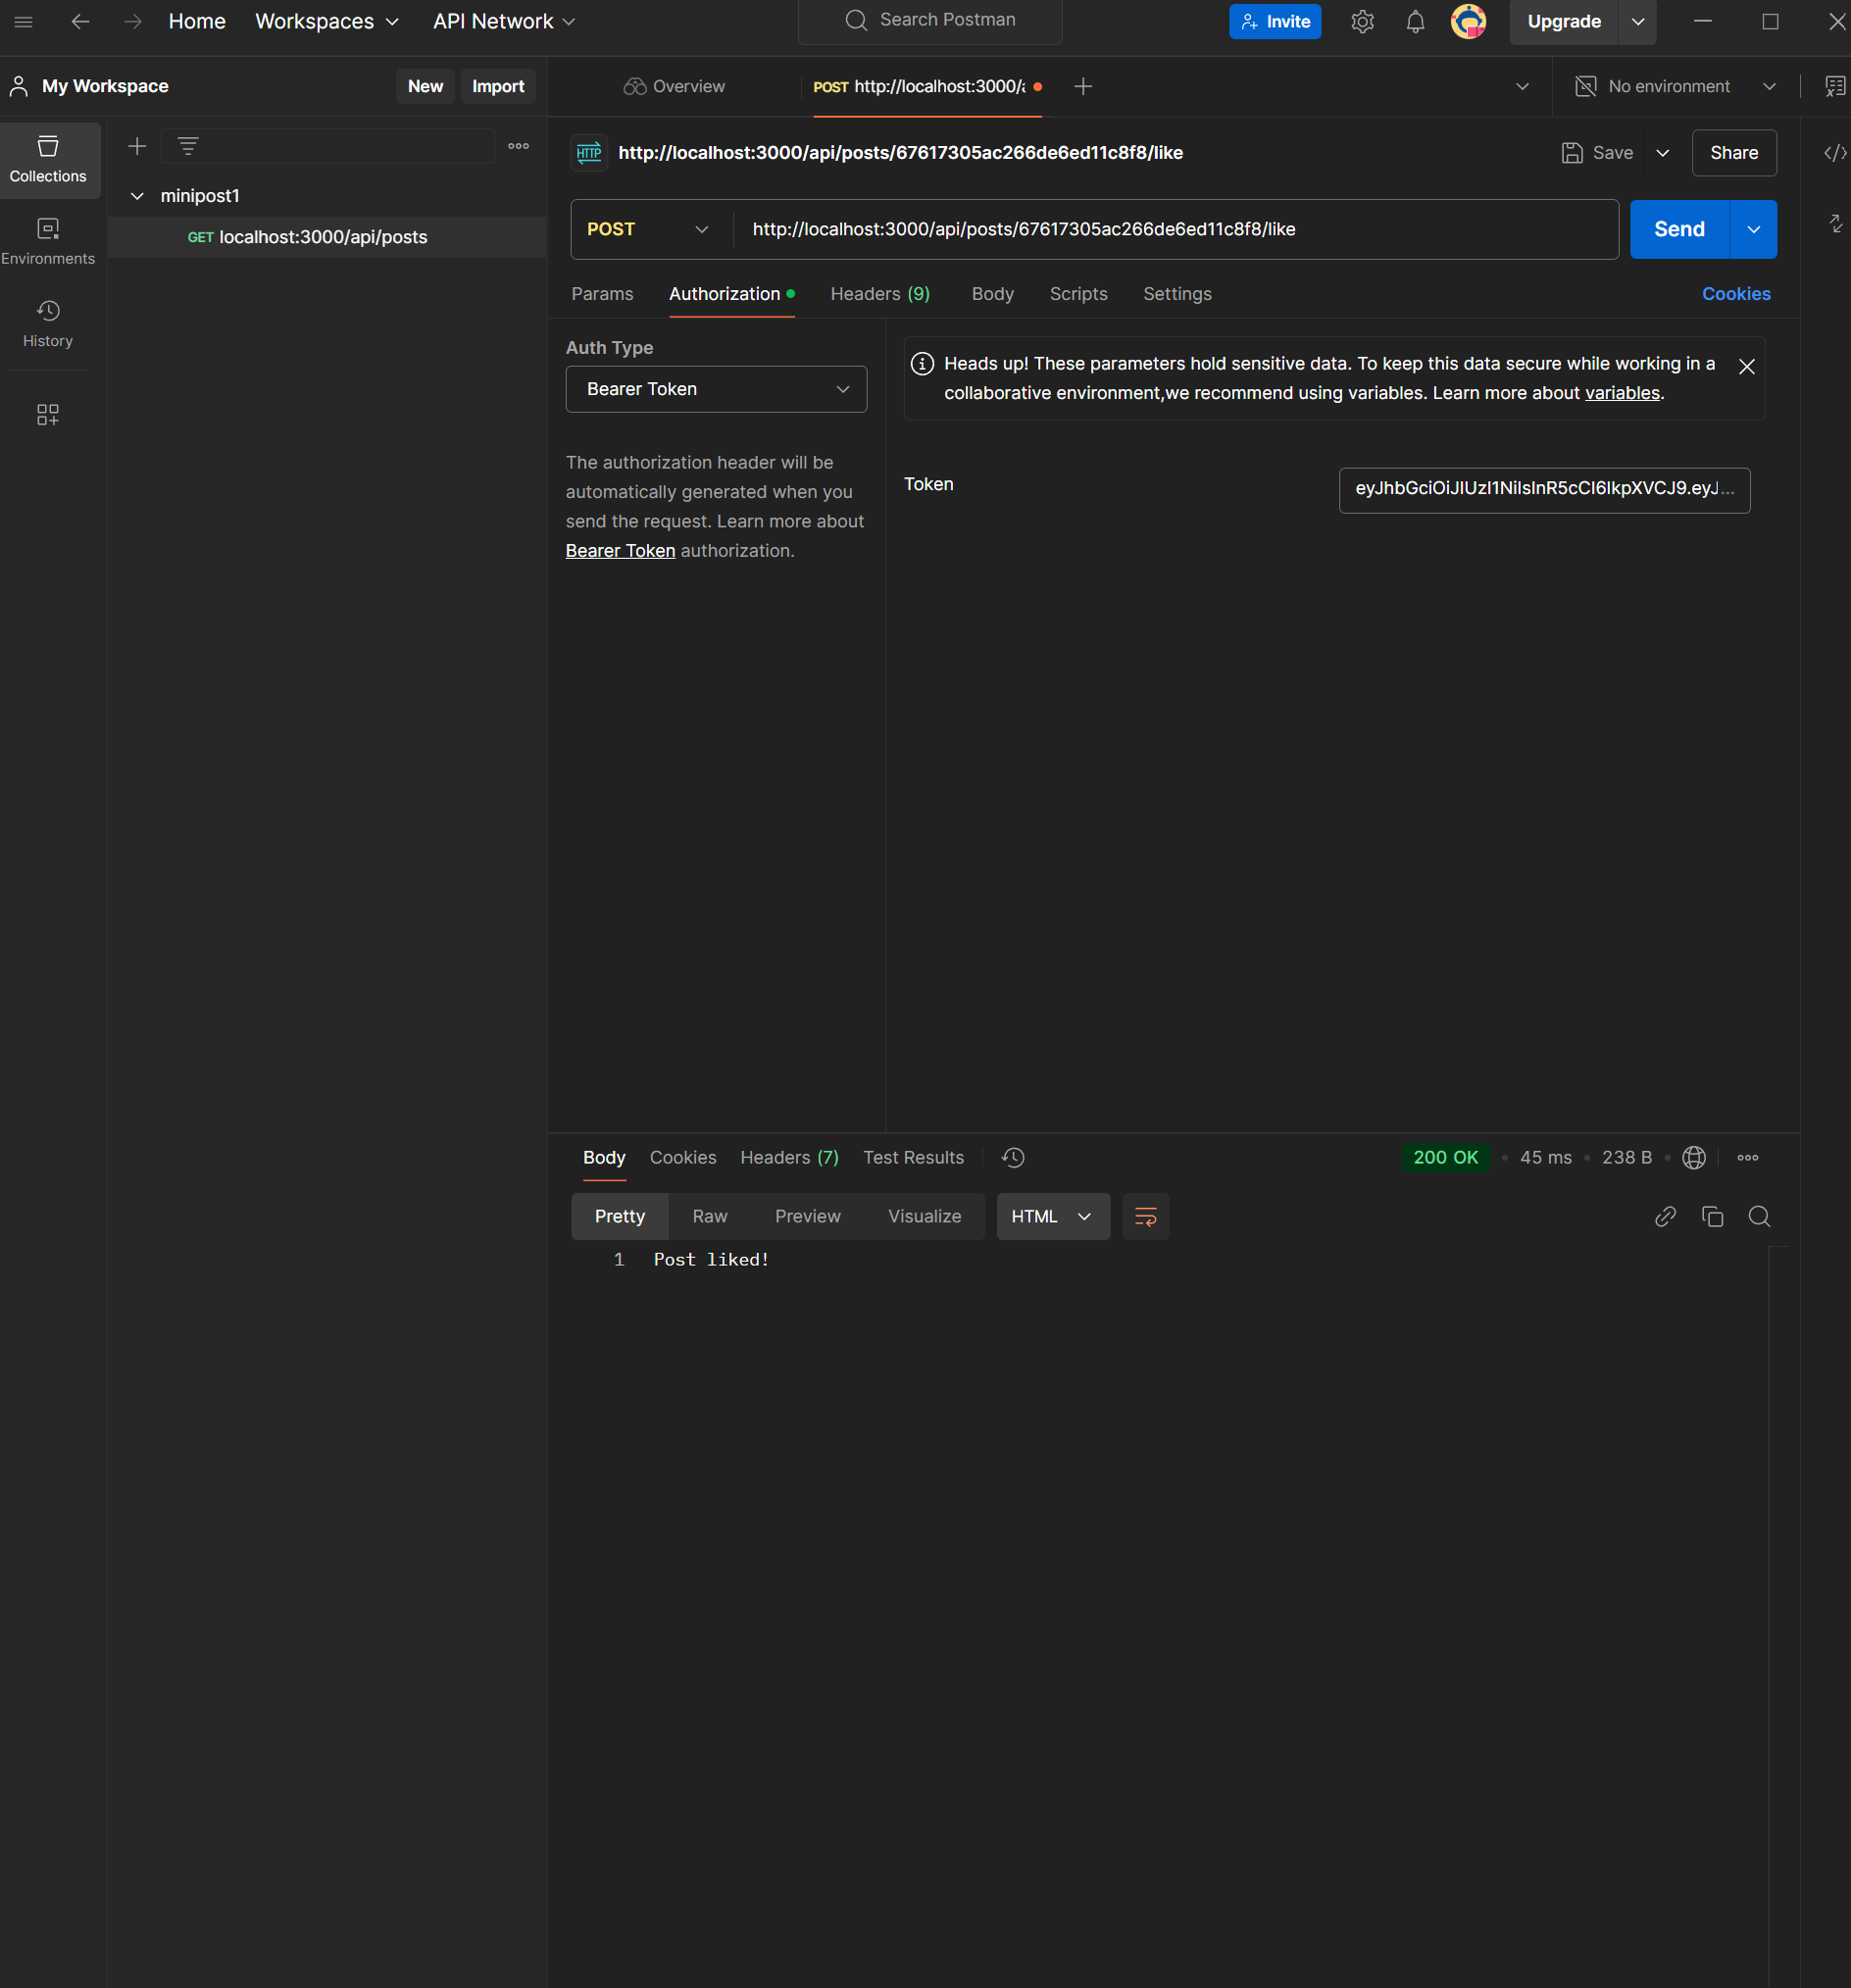 Home Workspaces API Network Search Postman Invite Upgrade
My Workspace New Import Overview POST http://localhost:3000/a No environment
Collections
Environments
History
minipost1
GET localhost:3000/api/posts
HTTP http://localhost:3000/api/posts/67617305ac266de6ed11c8f8/like Save Share
POST http://localhost:3000/api/posts/67617305ac266de6ed11c8f8/like Send
Params Authorization Headers (9) Body Scripts Settings Cookies
Auth Type
Bearer Token
The authorization header will be
automatically generated when you
send the request. Learn more about
Bearer Token authorization.
Heads up! These parameters hold sensitive data. To keep this data secure while working in a
collaborative environment,we recommend using variables. Learn more about variables.
Token eyJhbGciOiJIUzI1NiIsInR5cCI6IkpXVCJ9.eyJ...
Body Cookies Headers (7) Test Results 200 OK • 45 ms • 238 B
Pretty Raw Preview Visualize HTML
1 Post liked!